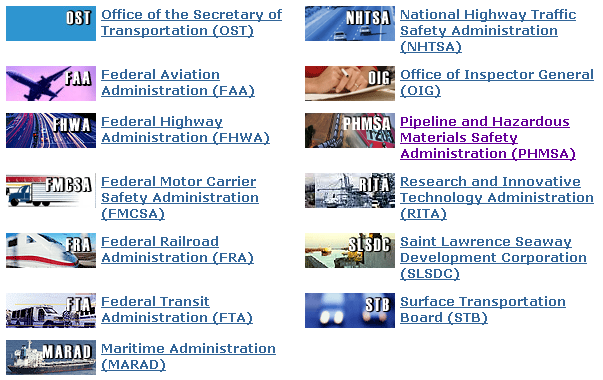 OST
Office of the Secretary of
Transportation (OST)
FAA
Federal Aviation
Administration (FAA)
FHWA
Federal Highway
Administration (FHWA)
FMCSA
Federal Motor Carrier
Safety Administration
(FMCSA)
FRA
Federal Railroad
Administration (FRA)
FTA
Federal Transit
Administration (FTA)
MARAD
Maritime Administration
(MARAD)
NHTSA
National Highway Traffic
Safety Administration
(NHTSA)
OIG
Office of Inspector General
(OIG)
PHMSA
Pipeline and Hazardous
Materials Safety
Administration (PHMSA)
RITA
Research and Innovative
Technology Administration
(RITA)
SLSDC
Saint Lawrence Seaway
Development Corporation
(SLSDC)
STB
Surface Transportation
Board (STB)